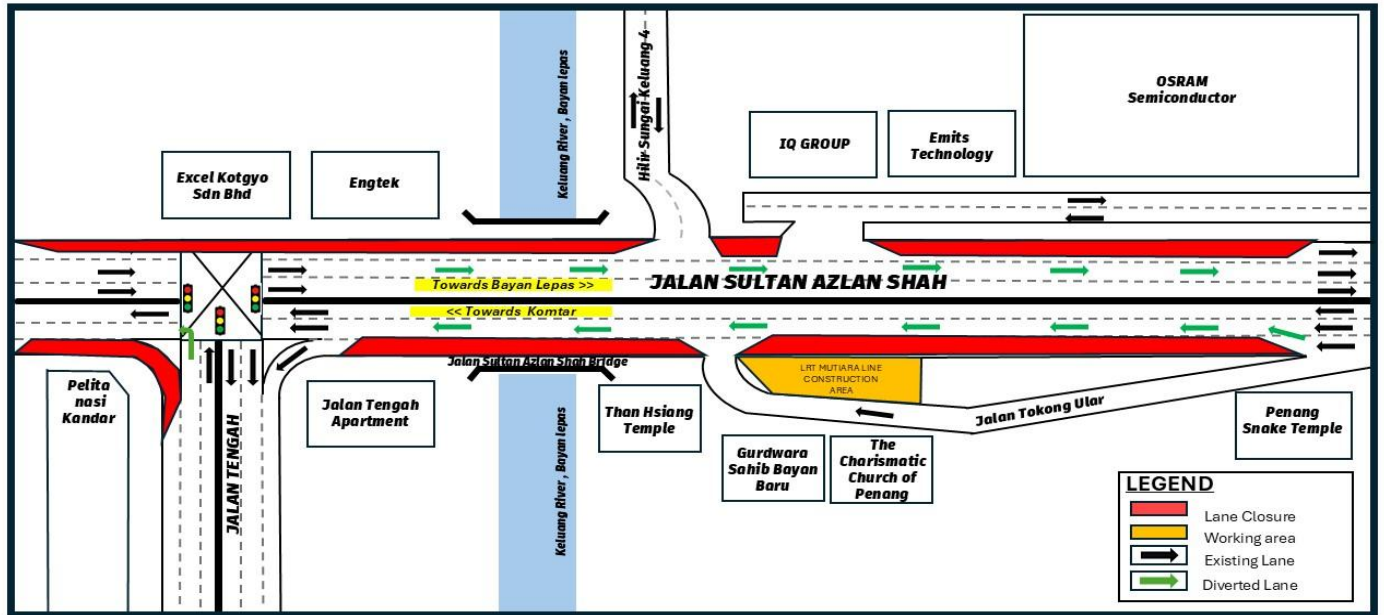 Hilir Sungai Keluang 4
Keluang River , Bayan lepas
OSRAM
Semiconductor
IQ GROUP
Emits
Technology
Excel Kotgyo
Sdn Bhd
Engtek
JALAN SULTAN AZLAN SHAH
Towards Bayan Lepas >>
<< Towards Komtar
Jalan Sultan Azlan Shah Bridge
LRT MUTIARA LINE
CONSTRUCTION
AREA
Pelita
nasi
Kandar
JALAN TENGAH
Jalan Tengah
Apartment
Keluang River , Bayan lepas
Than Hsiang
Temple
Jalan Tokong Ular
Penang
Snake Temple
Gurdwara
Sahib Bayan
Baru
The
Charismatic
Church of
Penang
LEGEND
Lane Closure
Working area
Existing Lane
Diverted Lane